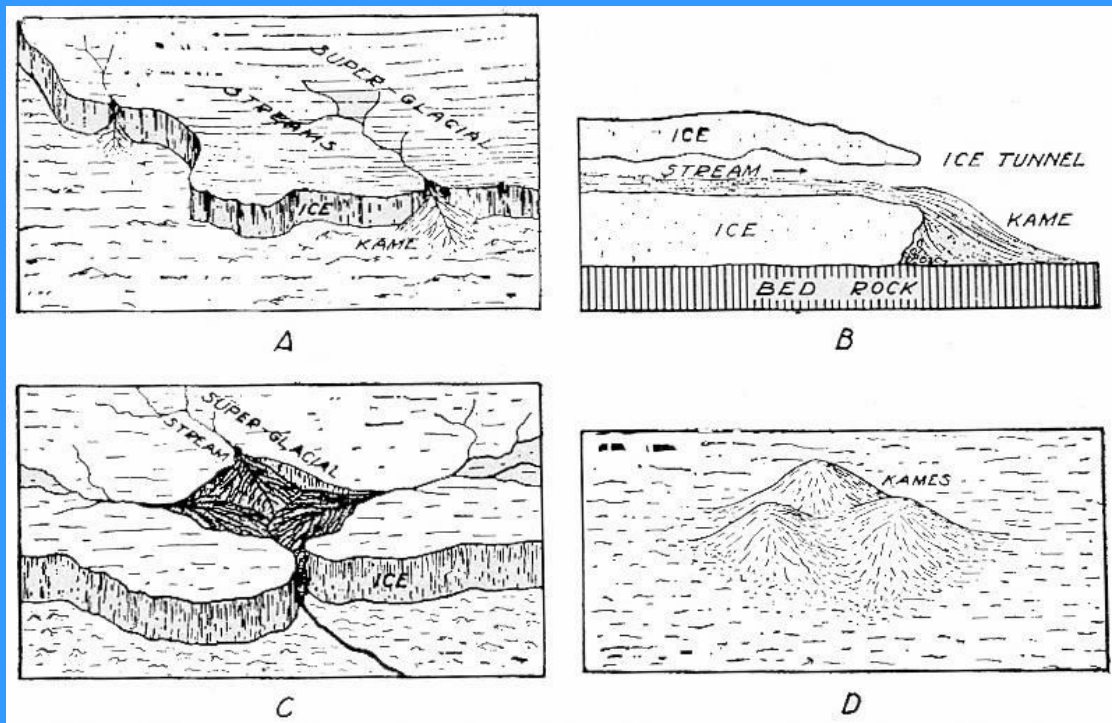 SUPER-GLACIAL
STREAMS
ICE
KAME
A
ICE
ICE TUNNEL
STREAM
KAME
ICE
BED ROCK
B
SUPER-GLACIAL
STREAM
ICE
C
KAMES
D